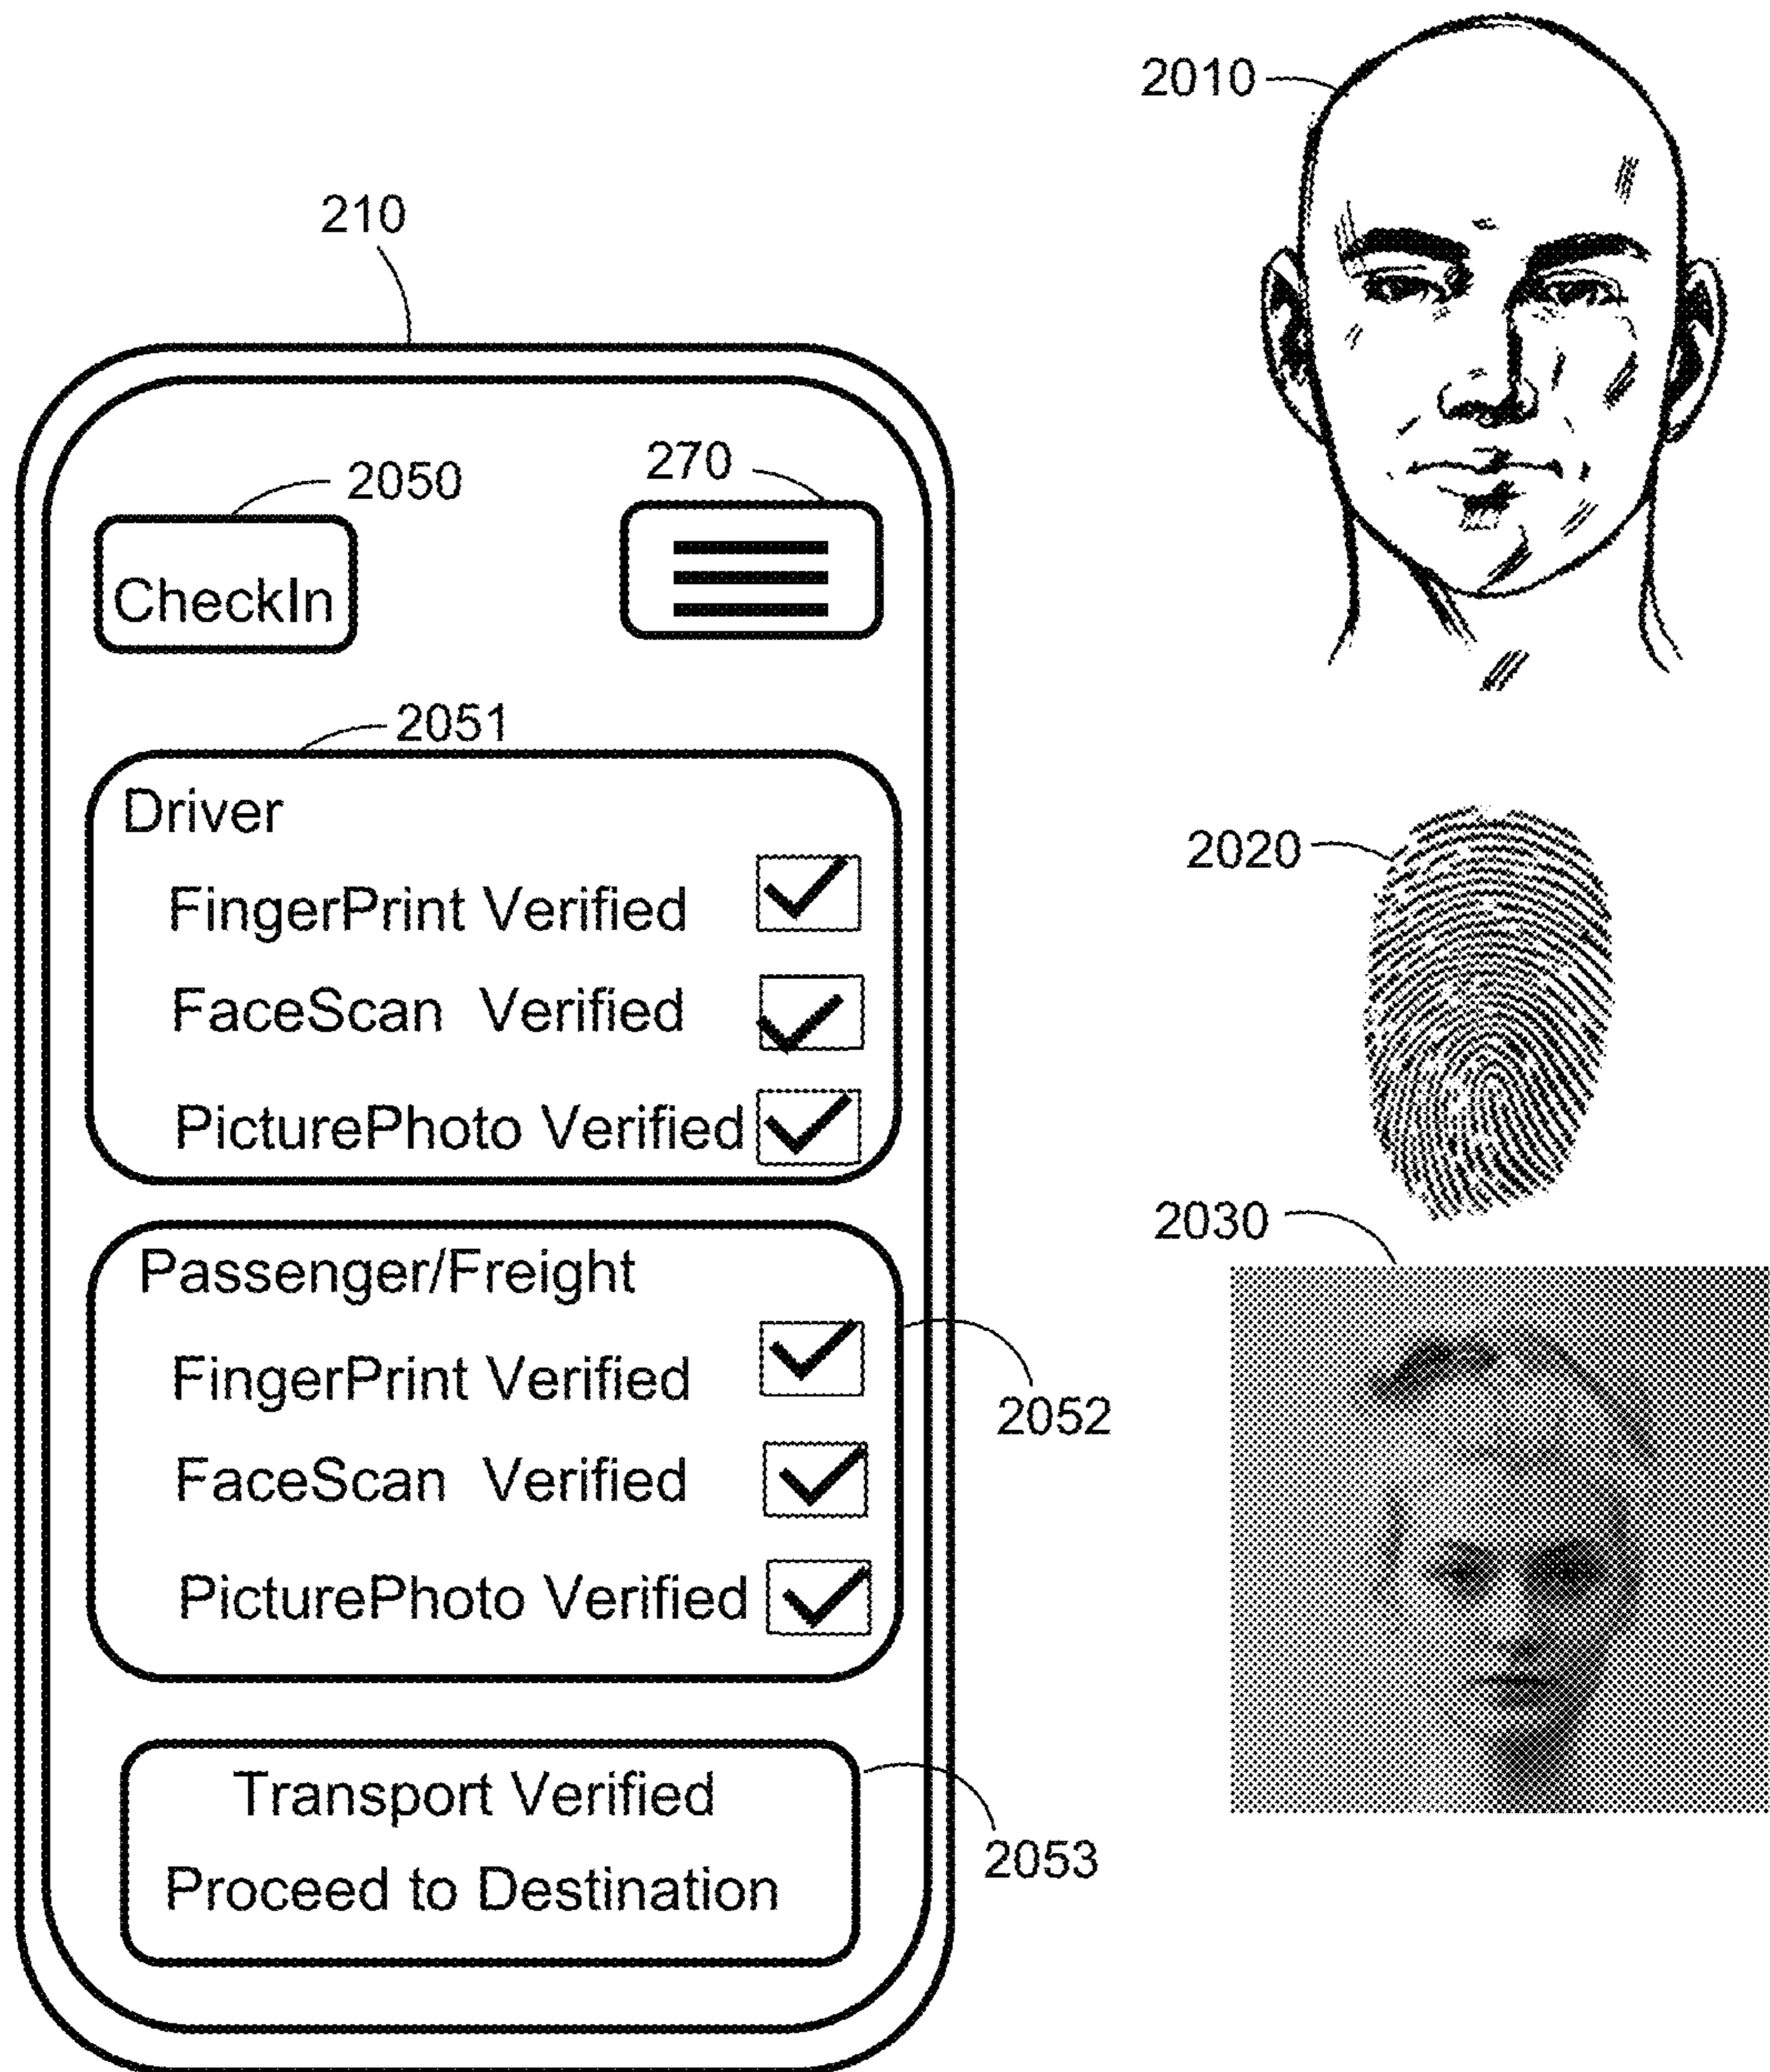 2010
210
270
2050
CheckIn
2051
Driver
FingerPrint Verified
FaceScan Verified
PicturePhoto Verified
2020
2030
Passenger/Freight
FingerPrint Verified
FaceScan Verified
PicturePhoto Verified
2052
Transport Verified
Proceed to Destination
2053